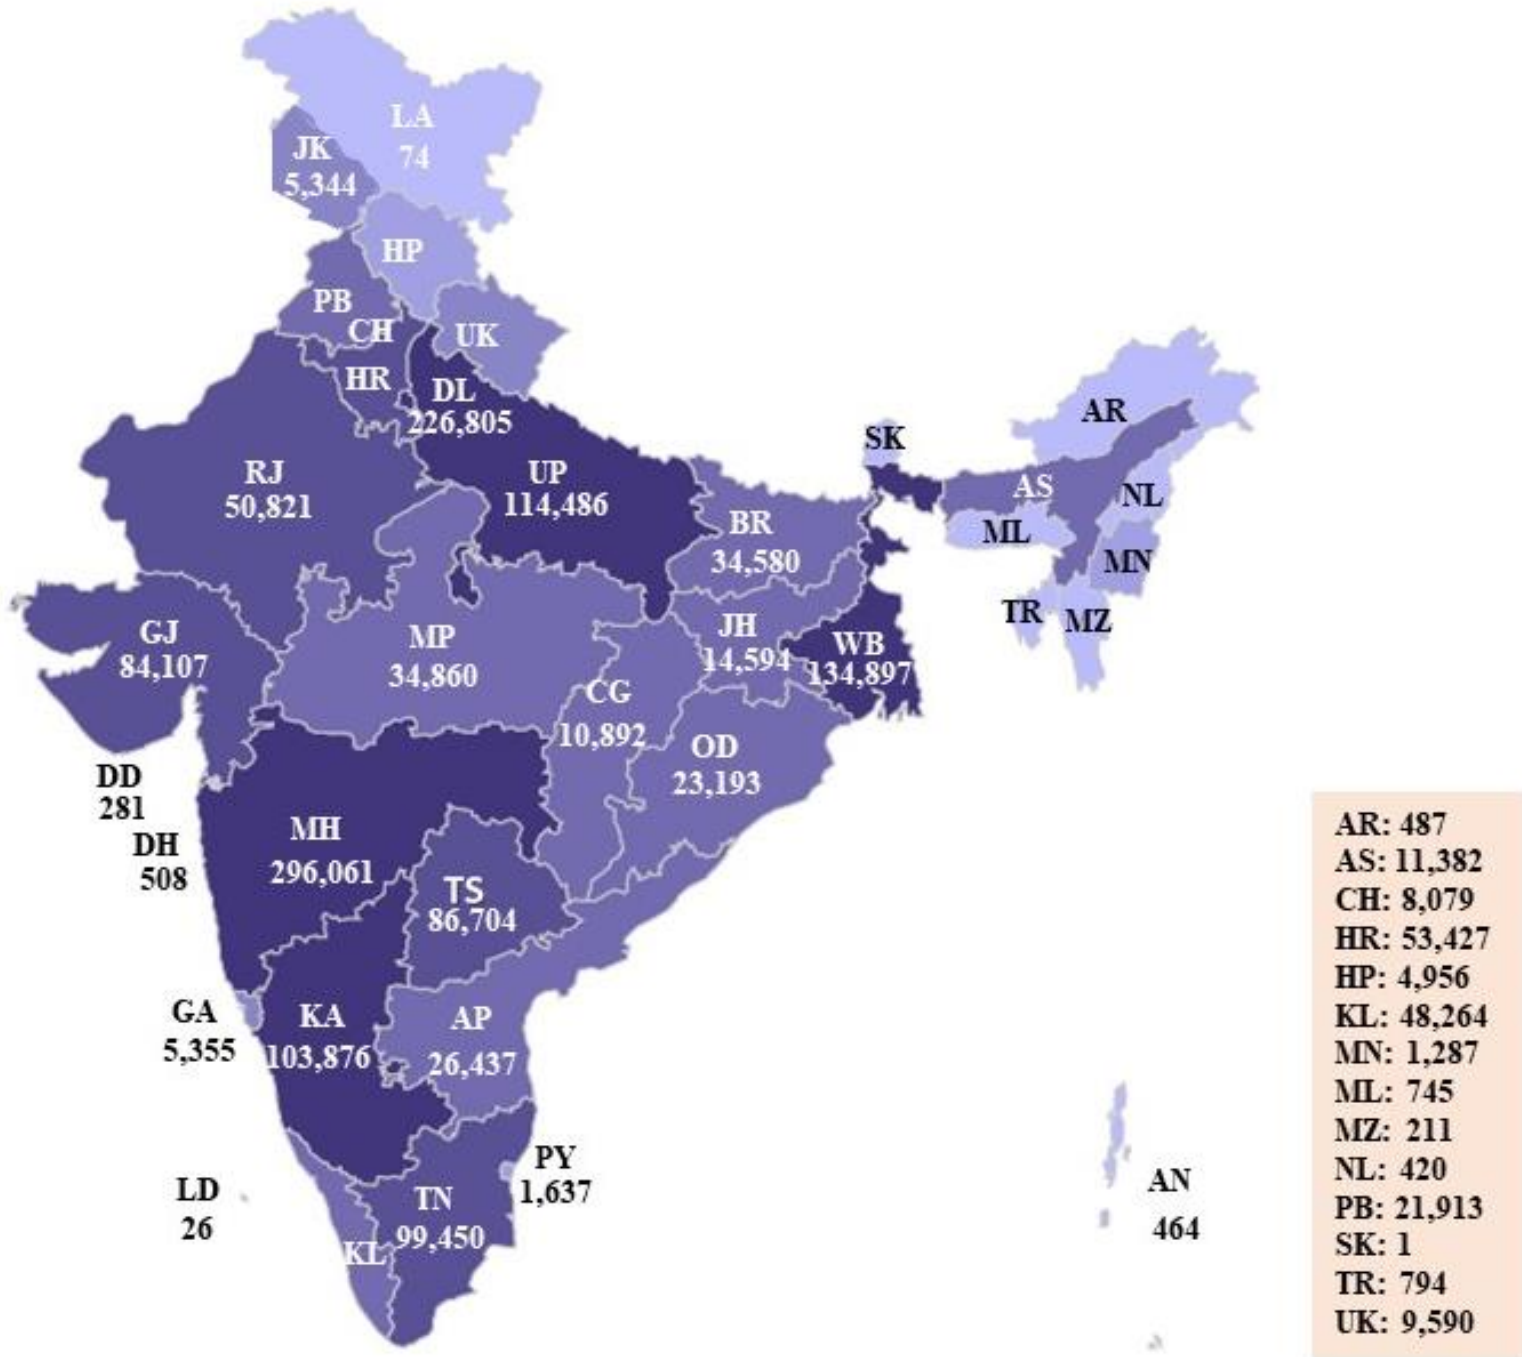 LA
74
JK
5,344
HP
PB
CH
UK
HR
DL
226,805
AR
SK
RJ
50,821
UP
114,486
AS
NL
BR
34,580
ML
MN
TR
MZ
GJ
84,107
MP
34,860
JH
14,594
WB
134,897
CG
10,892
OD
23,193
DD
281
DH
508
MH
296,061
TS
86,704
GA
5,355
KA
103,876
AP
26,437
PY
1,637
LD
26
TN
99,450
KL
AN
464
AR: 487
AS: 11,382
CH: 8,079
HR: 53,427
HP: 4,956
KL: 48,264
MN: 1,287
ML: 745
MZ: 211
NL: 420
PB: 21,913
SK: 1
TR: 794
UK: 9,590